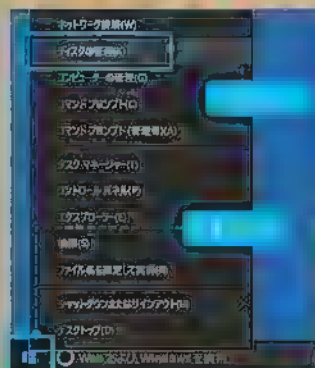 ネットワーク接続(W)
ディスクの管理(K)
コンピューターの管理(G)
コマンド プロンプト(C)
コマンド プロンプト (管理者)(A)
タスク マネージャー(T)
コントロール パネル(P)
エクスプローラー(E)
検索(S)
ファイル名を指定して実行(R)
シャットダウンまたはサインアウト(U)
デスクトップ(D)
Web および Windows を検索